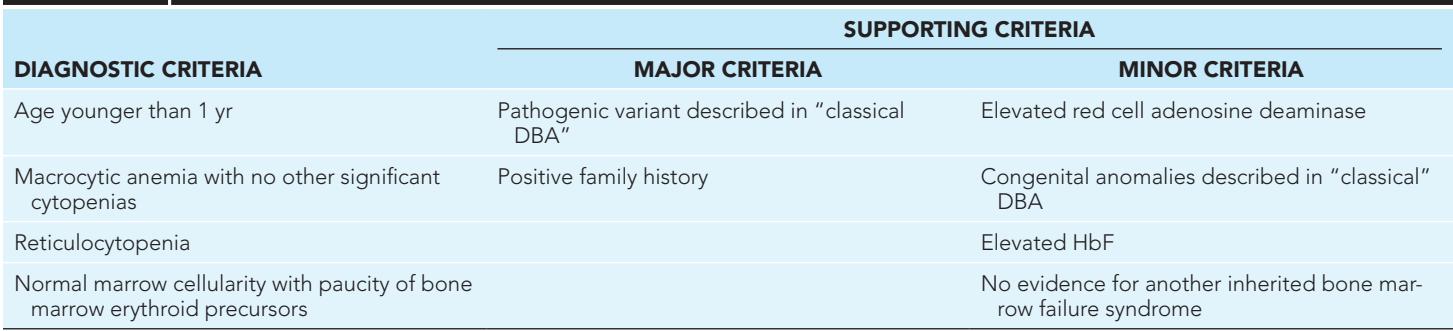 SUPPORTING CRITERIA
DIAGNOSTIC CRITERIA MAJOR CRITERIA MINOR CRITERIA
Age younger than 1 yr Pathogenic variant described in “classical Elevated red cell adenosine deaminase
DBA”
Macrocytic anemia with no other significant Positive family history Congenital anomalies described in “classical”
cytopenias DBA
Reticulocytopenia Elevated HbF
Normal marrow cellularity with paucity of bone No evidence for another inherited bone mar-
marrow erythroid precursors row failure syndrome